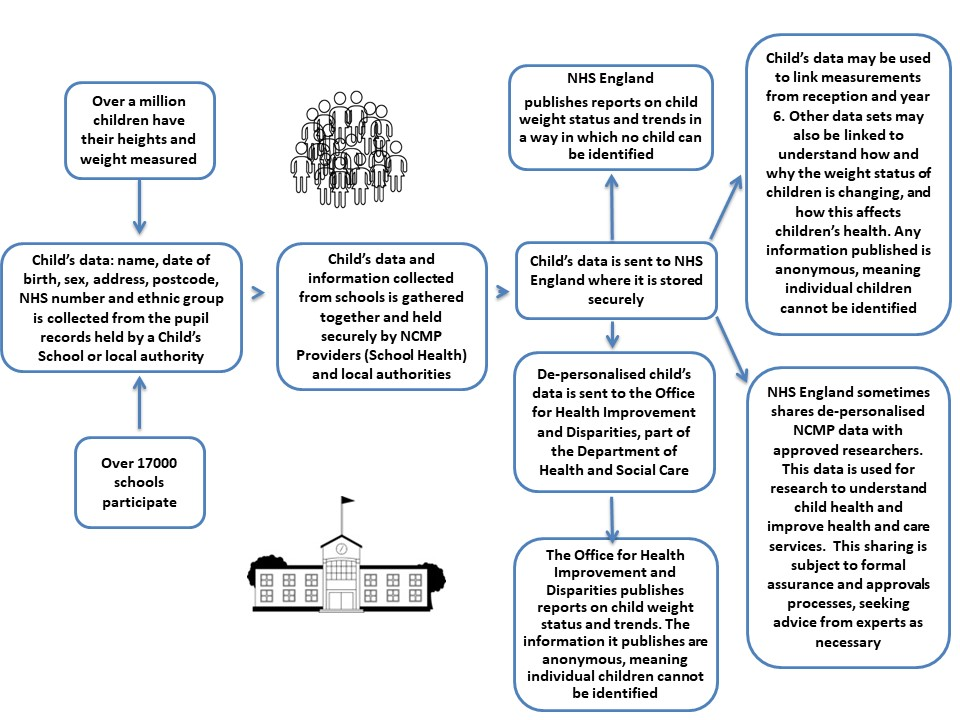 Over a million
children have
their heights and
weight measured
Child's data: name, date of
birth, sex, address, postcode,
NHS number and ethnic group
is collected from the pupil
records held by a Child's
School or local authority
Over 17000
schools
participate
Child's data and
information collected
from schools is gathered
together and held
securely by NCMP
Providers (School Health)
and local authorities
NHS England
publishes reports on child
weight status and trends in
a way in which no child can
be identified
Child's data is sent to NHS
England where it is stored
securely
De-personalised child's
data is sent to the Office
for Health Improvement
and Disparities, part of
the Department of
Health and Social Care
The Office for Health
Improvement and
Disparities publishes
reports on child weight
status and trends. The
information it publishes are
anonymous, meaning
individual children cannot
be identified
Child's data may be used
to link measurements
from reception and year
6. Other data sets may
also be linked to
understand how and
why the weight status of
children is changing, and
how this affects
children's health. Any
information published is
anonymous, meaning
individual children
cannot be identified
NHS England sometimes
shares de-personalised
NCMP data with
approved researchers.
This data is used for
research to understand
child health and
improve health and care
services.  This sharing is
subject to formal
assurance and approvals
processes, seeking
advice from experts as
necessary